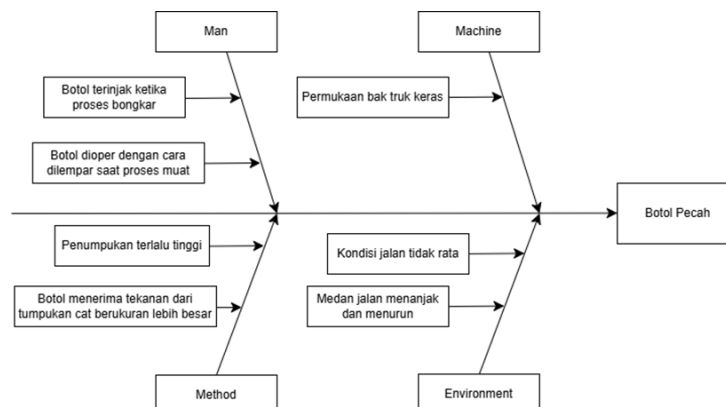 Man
Machine
Botol terinjak ketika
proses bongkar
Permukaan bak truk keras
Botol dioper dengan cara
dilempar saat proses muat
Botol Pecah
Penumpukan terlalu tinggi
Kondisi jalan tidak rata
Botol menerima tekanan dari
tumpukan cat berukuran lebih besar
Medan jalan menanjak
dan menurun
Method
Environment